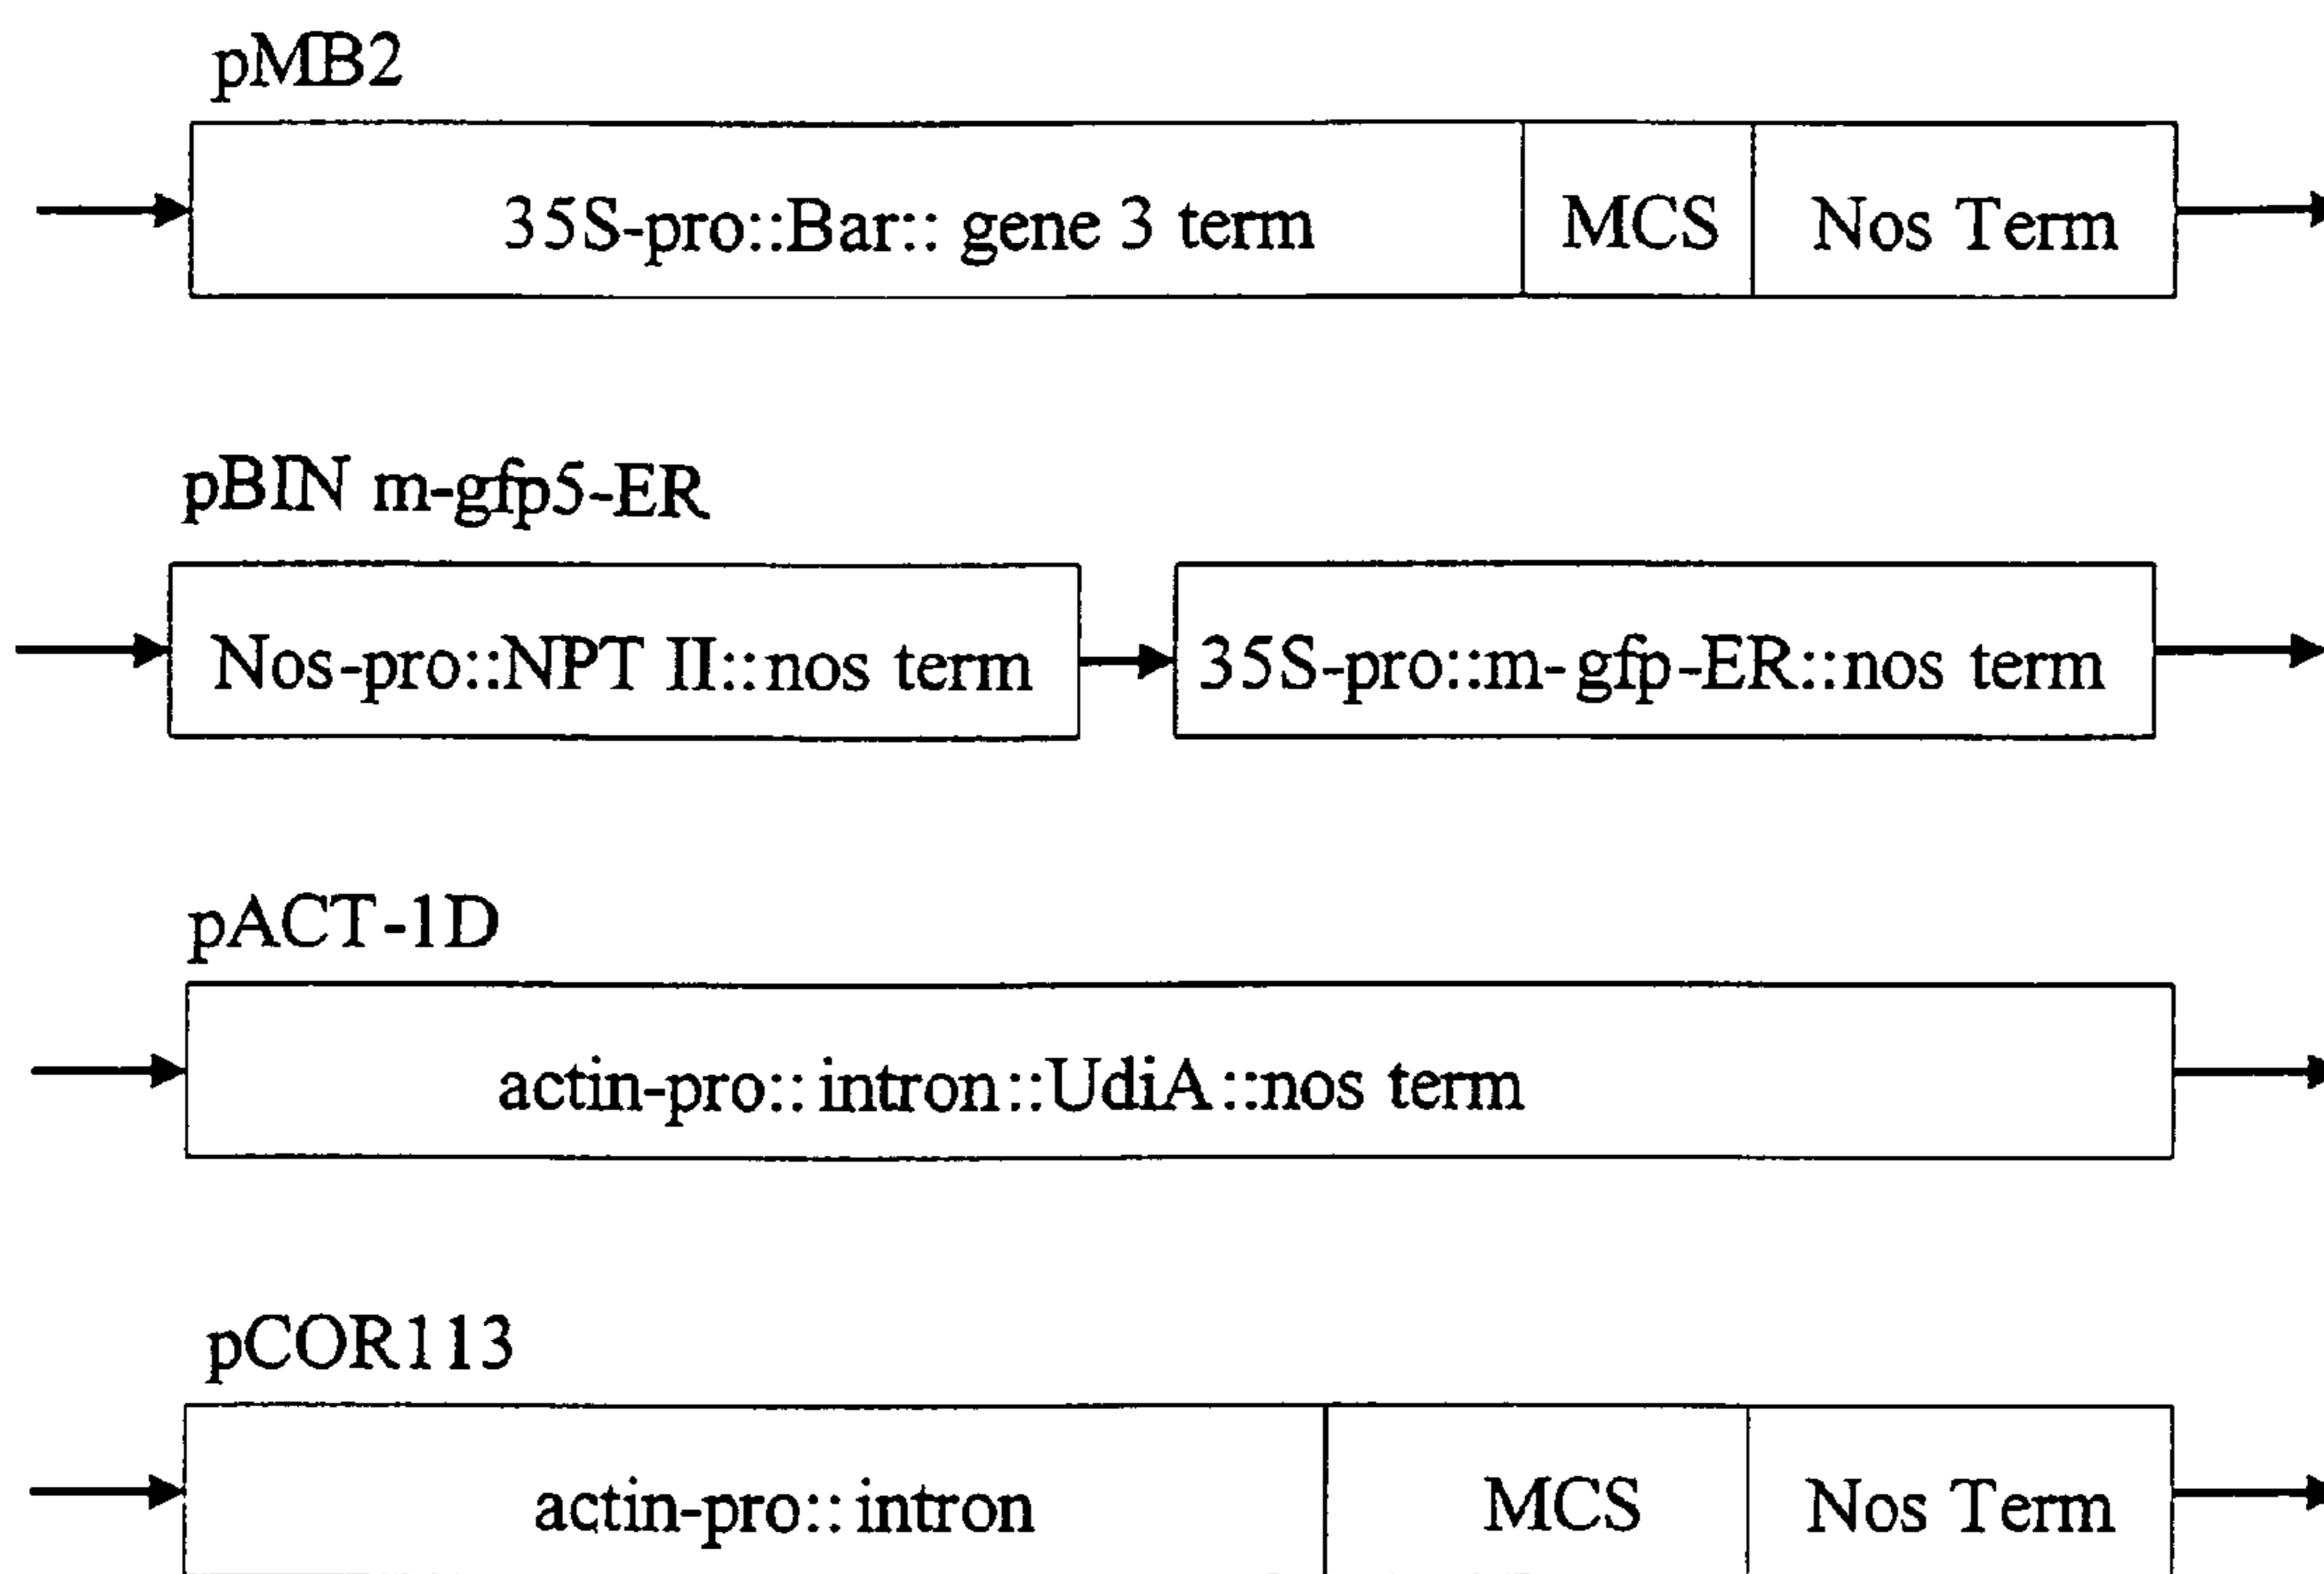 pMB2
35S-pro::Bar:: gene 3 term MCS Nos Term
pBIN m-gfp5-ER
Nos-pro::NPT II::nos term 35S-pro::m-gfp-ER::nos term
pACT-1D
actin-pro::intron::UdiA::nos term
pCOR113
actin-pro::intron MCS Nos Term